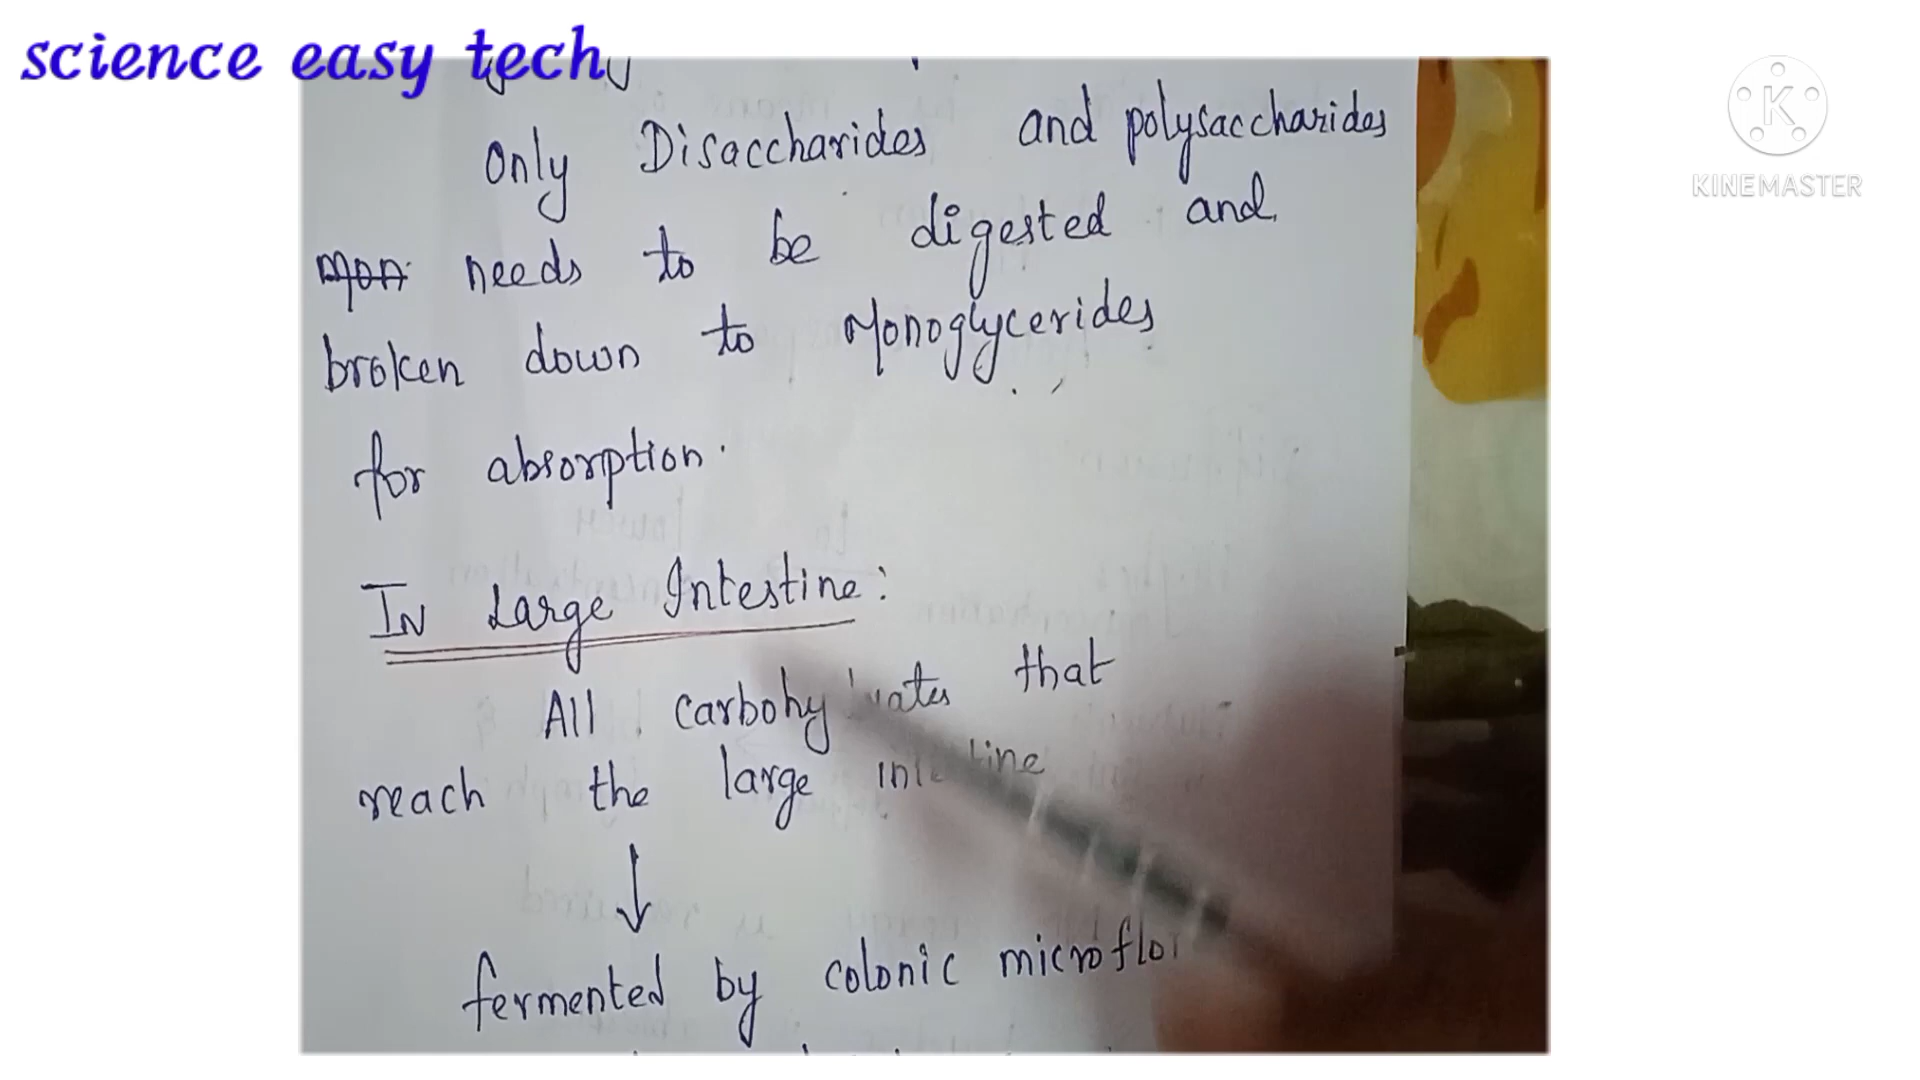 science easy tech
Only Disaccharides and polysaccharides
needs to be digested and
broken down to Monoglycerides
for absorption.
IN Large Intestine:
All that
reach the large
↓
fermented by colonic
KINEMASTER